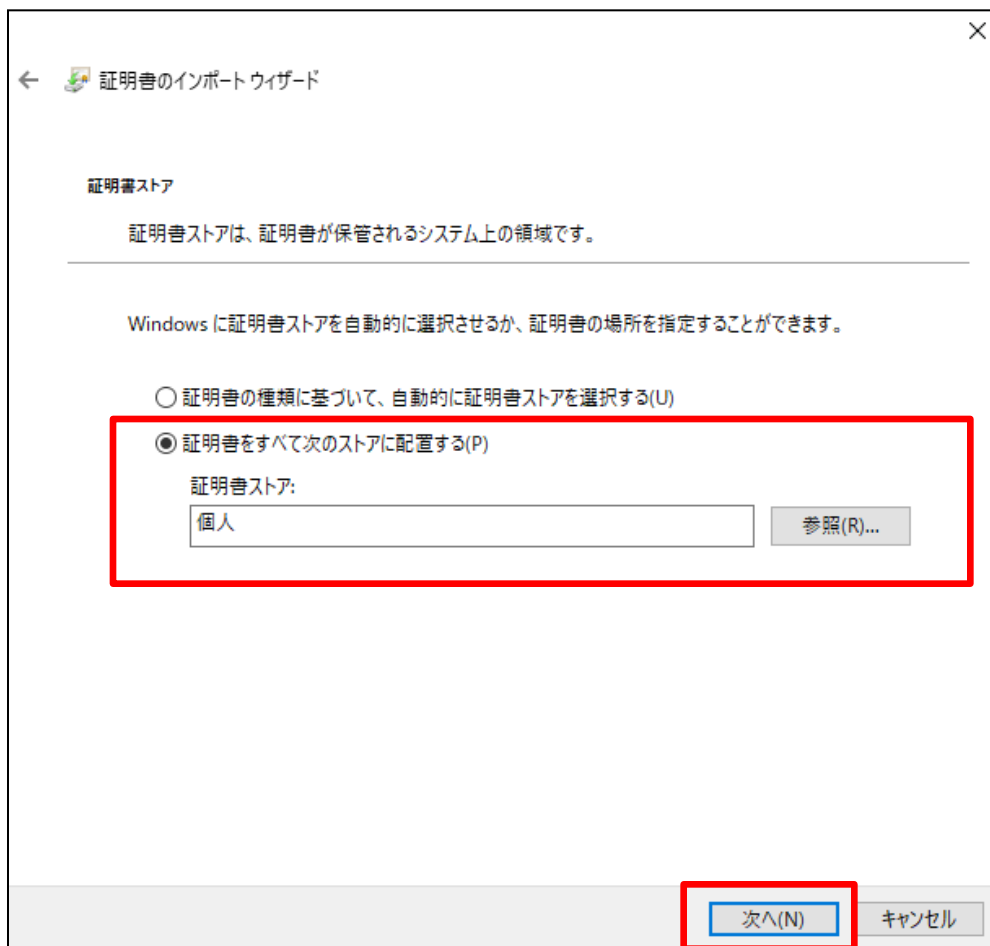 証明書のインポート ウィザード
証明書ストア
証明書ストアは、証明書が保管されるシステム上の領域です。
Windows に証明書ストアを自動的に選択させるか、証明書の場所を指定することができます。
証明書の種類に基づいて、自動的に証明書ストアを選択する(U)
証明書をすべて次のストアに配置する(P)
証明書ストア:
個人
参照(R)...
次へ(N)
キャンセル